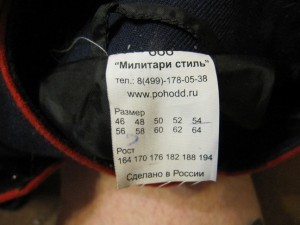 ООО
"Милитари стиль"
тел.: 8(499)-178-05-38
www.pohodd.ru
Размер
46 48 50 52 54
56 58 60 62 64
Рост
164 170 176 182 188 194
Сделано в России